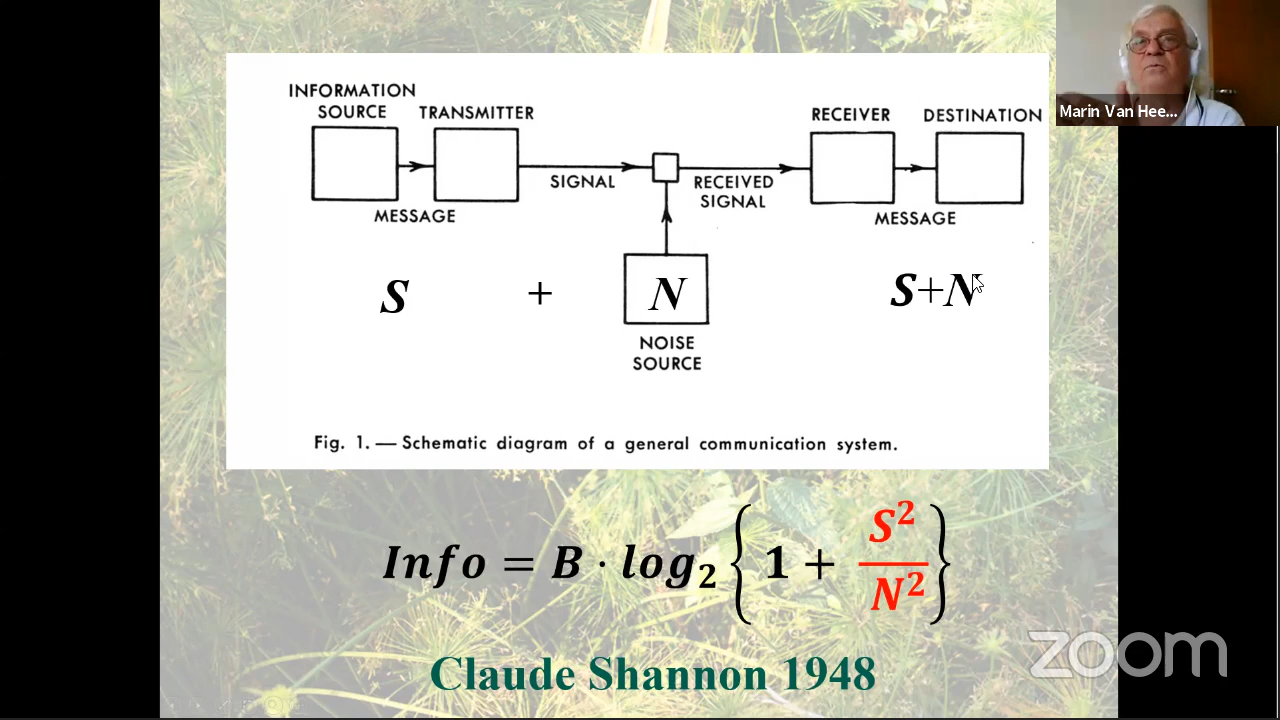 INFORMATION
SOURCE
TRANSMITTER
RECEIVER
DESTINATION
SIGNAL
RECEIVED
SIGNAL
MESSAGE
MESSAGE
S + N S+N
NOISE
SOURCE
Fig. 1. — Schematic diagram of a general communication system.
Info = B · log₂ { 1 + S²/N² }
Claude Shannon 1948
Marin Van Hee...
zoom